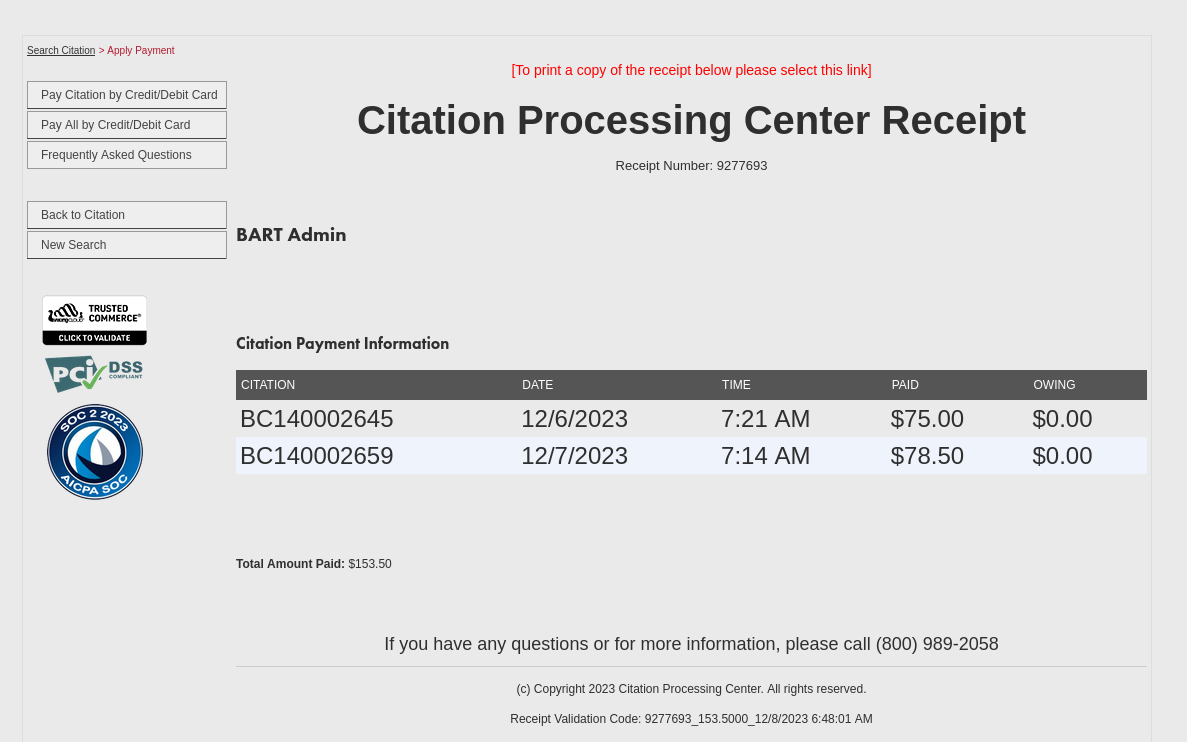 Search Citation > Apply Payment
[To print a copy of the receipt below please select this link]
Pay Citation by Credit/Debit Card
Pay All by Credit/Debit Card
Frequently Asked Questions
Back to Citation
New Search
VIKINGCLOUD
TRUSTED
COMMERCE®
CLICK TO VALIDATE
PCI DSS
COMPLIANT
SOC 2 2023
AICPA SOC
Citation Processing Center Receipt
Receipt Number: 9277693
BART Admin
Citation Payment Information
CITATION DATE TIME PAID OWING
BC140002645 12/6/2023 7:21 AM $75.00 $0.00
BC140002659 12/7/2023 7:14 AM $78.50 $0.00
Total Amount Paid: $153.50
If you have any questions or for more information, please call (800) 989-2058
(c) Copyright 2023 Citation Processing Center. All rights reserved.
Receipt Validation Code: 9277693_153.5000_12/8/2023 6:48:01 AM